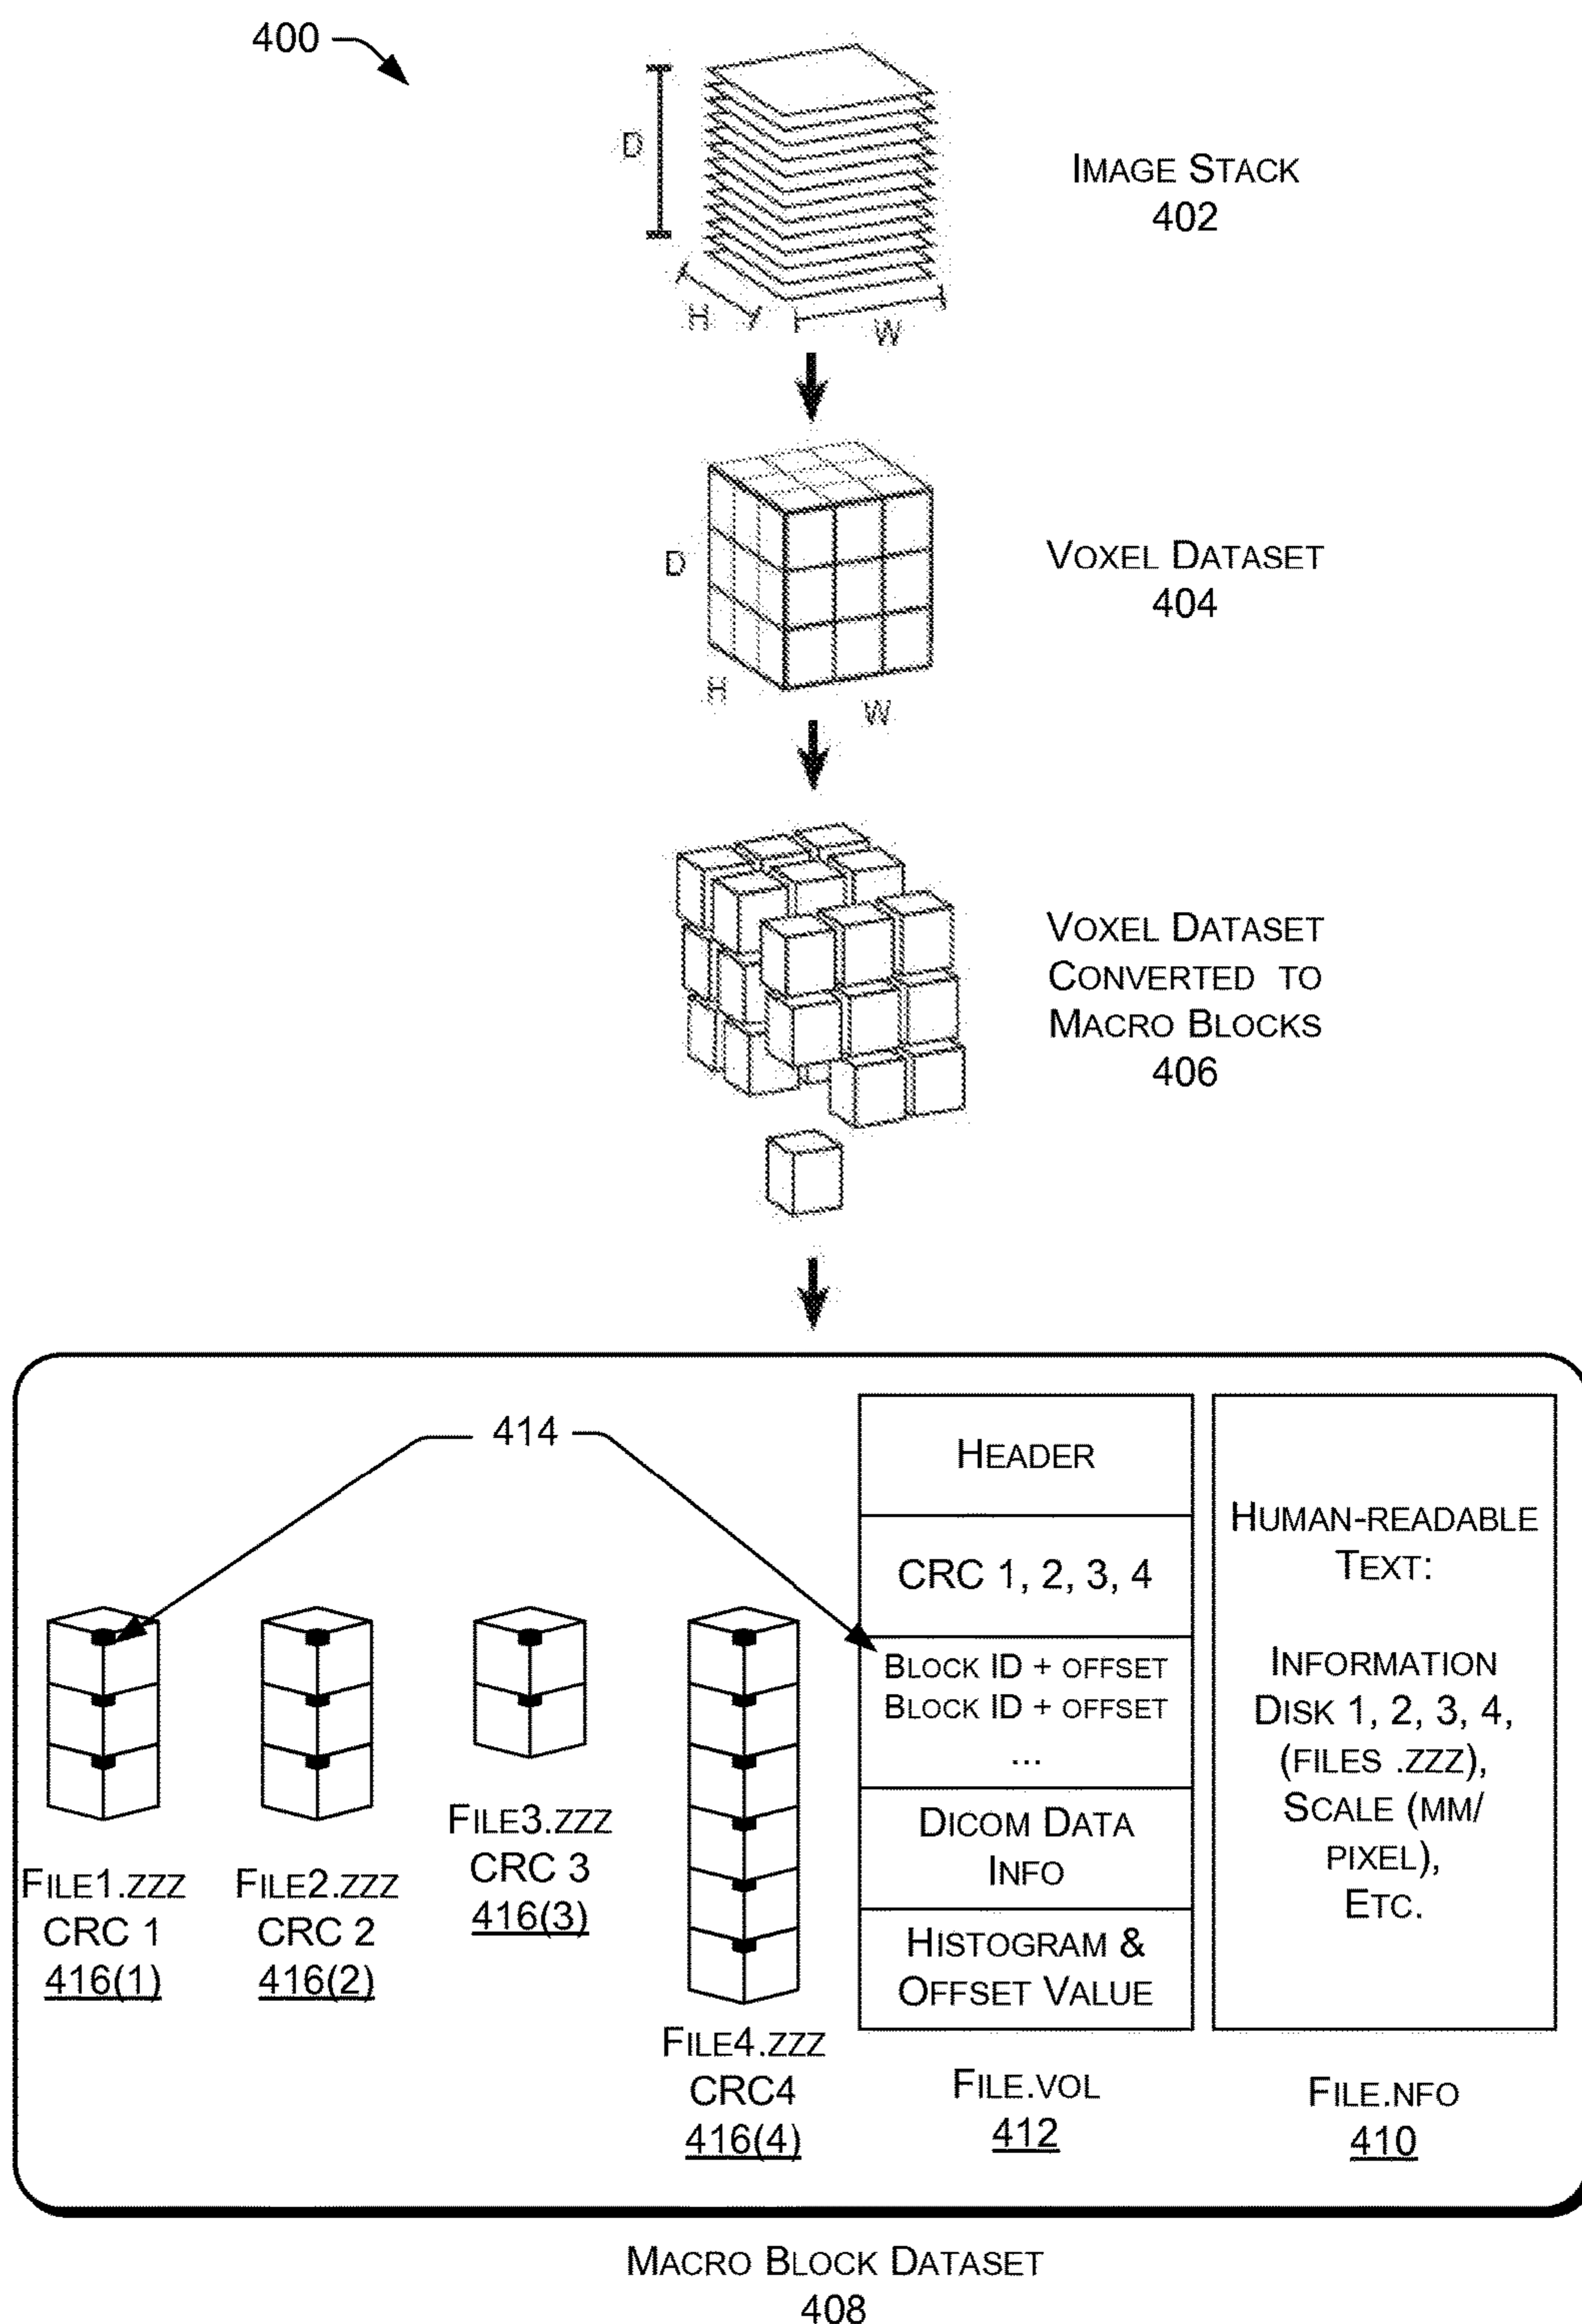 400
D
H
W
IMAGE STACK
402
D
H
W
VOXEL DATASET
404
VOXEL DATASET
CONVERTED TO
MACRO BLOCKS
406
414
FILE1.ZZZ
CRC 1
416(1)
FILE2.ZZZ
CRC 2
416(2)
FILE3.ZZZ
CRC 3
416(3)
FILE4.ZZZ
CRC4
416(4)
HEADER
CRC 1, 2, 3, 4
BLOCK ID + OFFSET
BLOCK ID + OFFSET
...
DICOM DATA
INFO
HISTOGRAM &
OFFSET VALUE
FILE.VOL
412
HUMAN-READABLE
TEXT:
INFORMATION
DISK 1, 2, 3, 4,
(FILES .ZZZ),
SCALE (MM/
PIXEL),
ETC.
FILE.NFO
410
MACRO BLOCK DATASET
408